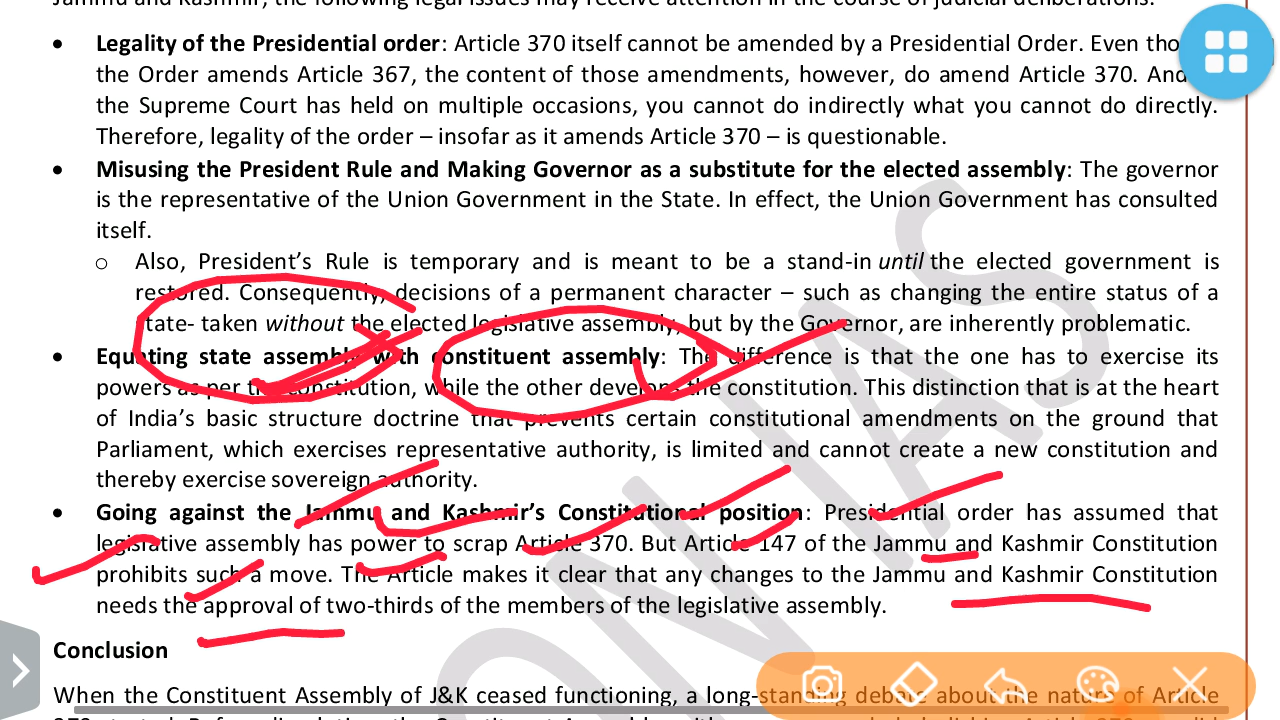 Jammu and Kashmir, the following legal issues may receive attention in the course of judicial deliberations:
• Legality of the Presidential order: Article 370 itself cannot be amended by a Presidential Order. Even
the Order amends Article 367, the content of those amendments, however, do amend Article 370. And
the Supreme Court has held on multiple occasions, you cannot do indirectly what you cannot do directly.
Therefore, legality of the order – insofar as it amends Article 370 – is questionable.
• Misusing the President Rule and Making Governor as a substitute for the elected assembly: The governor
is the representative of the Union Government in the State. In effect, the Union Government has consulted
itself.
o Also, President's Rule is temporary and is meant to be a stand-in until the elected government is
restored. Consequently, decisions of a permanent character – such as changing the entire status of a
state- taken without the elected legislative assembly, but by the Governor, are inherently problematic.
• Equating state assembly with constituent assembly: The difference is that the one has to exercise its
powers as per the constitution, while the other develops the constitution. This distinction that is at the heart
of India's basic structure doctrine that prevents certain constitutional amendments on the ground that
Parliament, which exercises representative authority, is limited and cannot create a new constitution and
thereby exercise sovereign authority.
• Going against the Jammu and Kashmir's Constitutional position: Presidential order has assumed that
legislative assembly has power to scrap Article 370. But Article 147 of the Jammu and Kashmir Constitution
prohibits such a move. The Article makes it clear that any changes to the Jammu and Kashmir Constitution
needs the approval of two-thirds of the members of the legislative assembly.
Conclusion
When the Constituent Assembly of J&K ceased functioning, a long-standing debate about the nature of Article